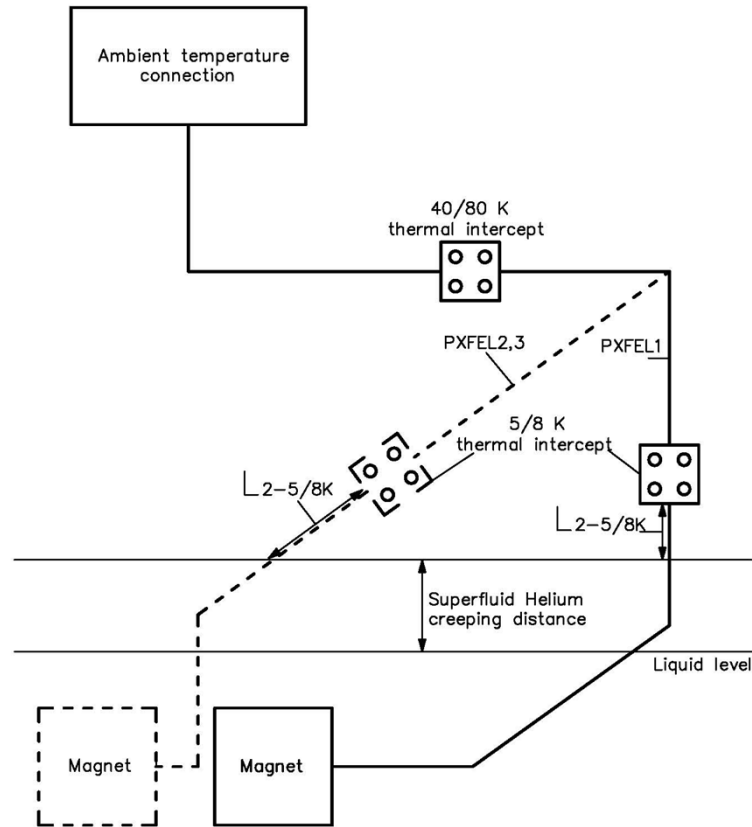 Ambient temperature
connection
40/80 K
thermal intercept
PXFEL2,3
PXFEL1
5/8 K
thermal intercept
L2-5/8K
L2-5/8K
Superfluid Helium
creeping distance
Liquid level
Magnet
Magnet